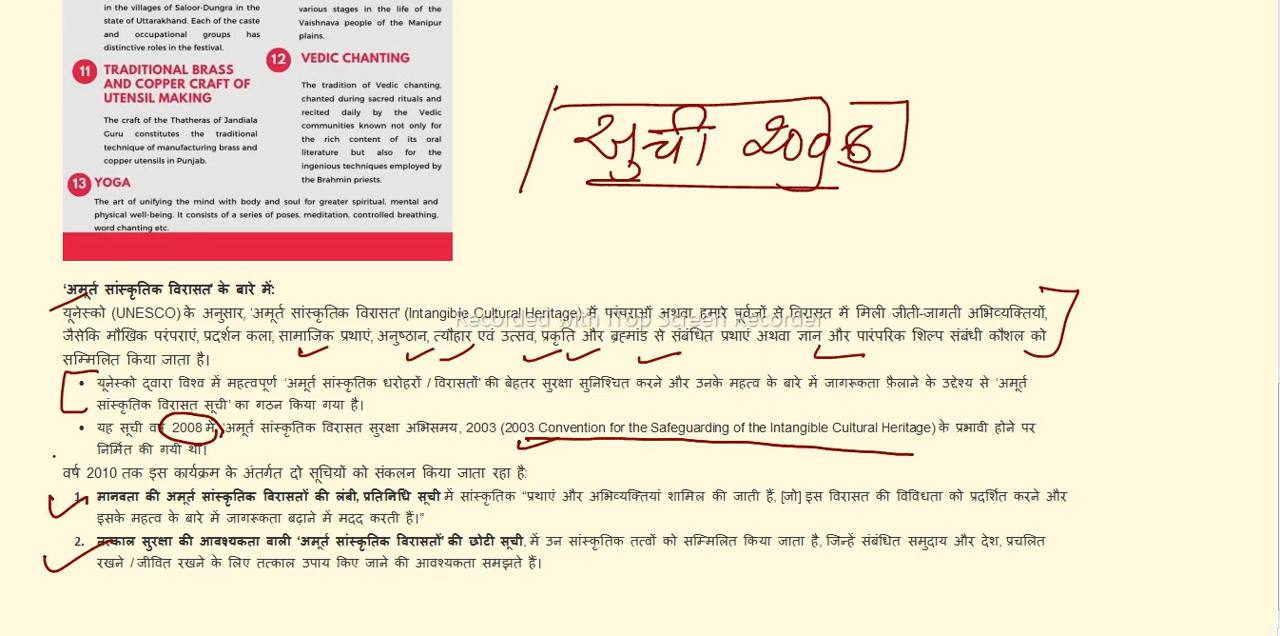 in the villages of Saloor-Dungra in the
state of Uttarakhand. Each of the caste
and occupational groups has
distinctive roles in the festival.
11 TRADITIONAL BRASS
AND COPPER CRAFT OF
UTENSIL MAKING
The craft of the Thatheras of Jandiala
Guru constitutes the traditional
technique of manufacturing brass and
copper utensils in Punjab.
various stages in the life of the
Vaishnava people of the Manipur
plains.
12 VEDIC CHANTING
The tradition of Vedic chanting,
chanted during sacred rituals and
recited daily by the Vedic
communities known not only for
the rich content of its oral
literature but also for the
ingenious techniques employed by
the Brahmin priests.
13 YOGA
The art of unifying the mind with body and soul for greater spiritual, mental and
physical well-being. It consists of a series of poses, meditation, controlled breathing,
word chanting etc.
सुची
‘अमूर्त सांस्कृतिक विरासत’ के बारे में:
यूनेस्को (UNESCO) के अनुसार, ‘अमूर्त सांस्कृतिक विरासत’ (Intangible Cultural Heritage) में परंपराओं अथवा हमारे पूर्वजों से विरासत में मिली जीती-जागती अभिव्यक्तियों,
जैसेकि मौखिक परंपराएं, प्रदर्शन कला, सामाजिक प्रथाएं, अनुष्ठान, त्यौहार एवं उत्सव, प्रकृति और ब्रह्मांड से संबंधित प्रथाएं अथवा ज्ञान और पारंपरिक शिल्प संबंधी कौशल को
सम्मिलित किया जाता है।
Recorded with iTop Screen Recorder
• यूनेस्को द्वारा विश्व में महत्वपूर्ण ‘अमूर्त सांस्कृतिक धरोहरों / विरासतों’ की बेहतर सुरक्षा सुनिश्चित करने और उनके महत्व के बारे में जागरूकता फ़ैलाने के उद्देश्य से ‘अमूर्त
सांस्कृतिक विरासत सूची’ का गठन किया गया है।
• यह सूची वर्ष 2008 में, ‘अमूर्त सांस्कृतिक विरासत सुरक्षा अभिसमय, 2003 (2003 Convention for the Safeguarding of the Intangible Cultural Heritage) के प्रभावी होने पर
निर्मित की गयी थी।
वर्ष 2010 तक इस कार्यक्रम के अंतर्गत दो सूचियों को संकलन किया जाता रहा है:
1. मानवता की अमूर्त सांस्कृतिक विरासतों की लंबी, प्रतिनिधि सूची में सांस्कृतिक “प्रथाएं और अभिव्यक्तियां शामिल की जाती हैं, [जो] इस विरासत की विविधता को प्रदर्शित करने और
इसके महत्व के बारे में जागरूकता बढ़ाने में मदद करती हैं।”
2. तत्काल सुरक्षा की आवश्यकता वाली ‘अमूर्त सांस्कृतिक विरासतों’ की छोटी सूची, में उन सांस्कृतिक तत्वों को सम्मिलित किया जाता है, जिन्हें संबंधित समुदाय और देश, प्रचलित
रखने / जीवित रखने के लिए तत्काल उपाय किए जाने की आवश्यकता समझते हैं।